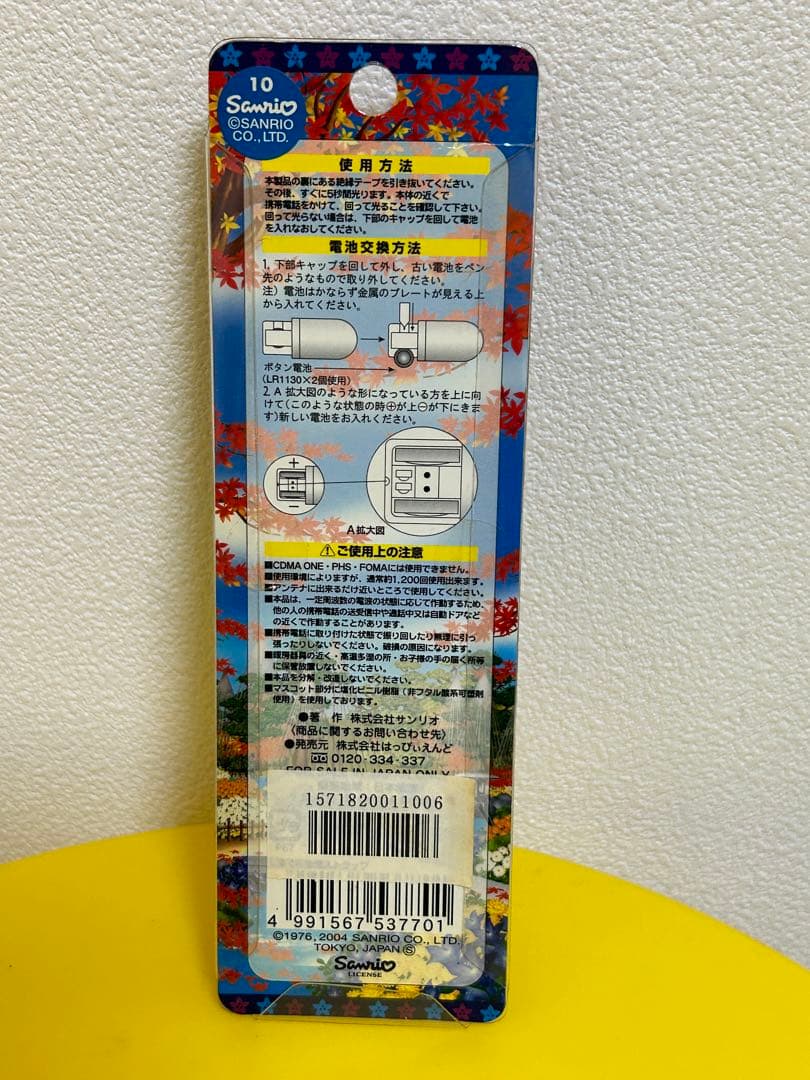 10
Sanrio
©SANRIO
CO., LTD.
使用方法
本製品の裏にある絶縁テープを引き抜いてください。
その後、すぐに5秒間光ります。本体の近くで
携帯電話をかけて、回って光ることを確認して下さい。
回って光らない場合は、下部のキャップを回して電池
を入れなおしてください。
電池交換方法
1. 下部キャップを回して外し、古い電池をペン
先のようなもので取り外してください。
注）電池はかならず金属のプレートが見える上
から入れてください。
ボタン電池
(LR1130×2個使用)
2. A 拡大図のような形になっている方を上に向
けて(このような状態の時⊕が上⊖が下にきま
す)新しい電池をお入れください。
+
−
A拡大図
⚠ご使用上の注意
■CDMA ONE・PHS・FOMAには使用できません。
■使用環境によりますが、通常約1,200回使用出来ます。
■アンテナに出来るだけ近いところで使用してください。
■本品は、一定周波数の電波の状態に応じて作動するため、
他の人の携帯電話の送受信中や通話中又は自動ドアなど
の近くで作動することがあります。
■携帯電話に取り付けた状態で振り回したり無理に引っ
張ったりしないでください。破損の原因になります。
■暖房器具の近く・高温多湿の所・お子様の手の届く所等
に保管放置しないでください。
■本品を分解・改造しないでください。
■マスコット部分に塩化ビニル樹脂（非フタル酸系可塑剤
使用）を使用しております。
●著 作 株式会社サンリオ
〈商品に関するお問い合わせ先〉
●発売元 株式会社はっぴぃえんど
0120-334-337
FOR SALE IN JAPAN ONLY
1571820011006
4 991567 537701
©1976, 2004 SANRIO CO., LTD.
TOKYO, JAPAN Ⓢ
Sanrio
LICENSE